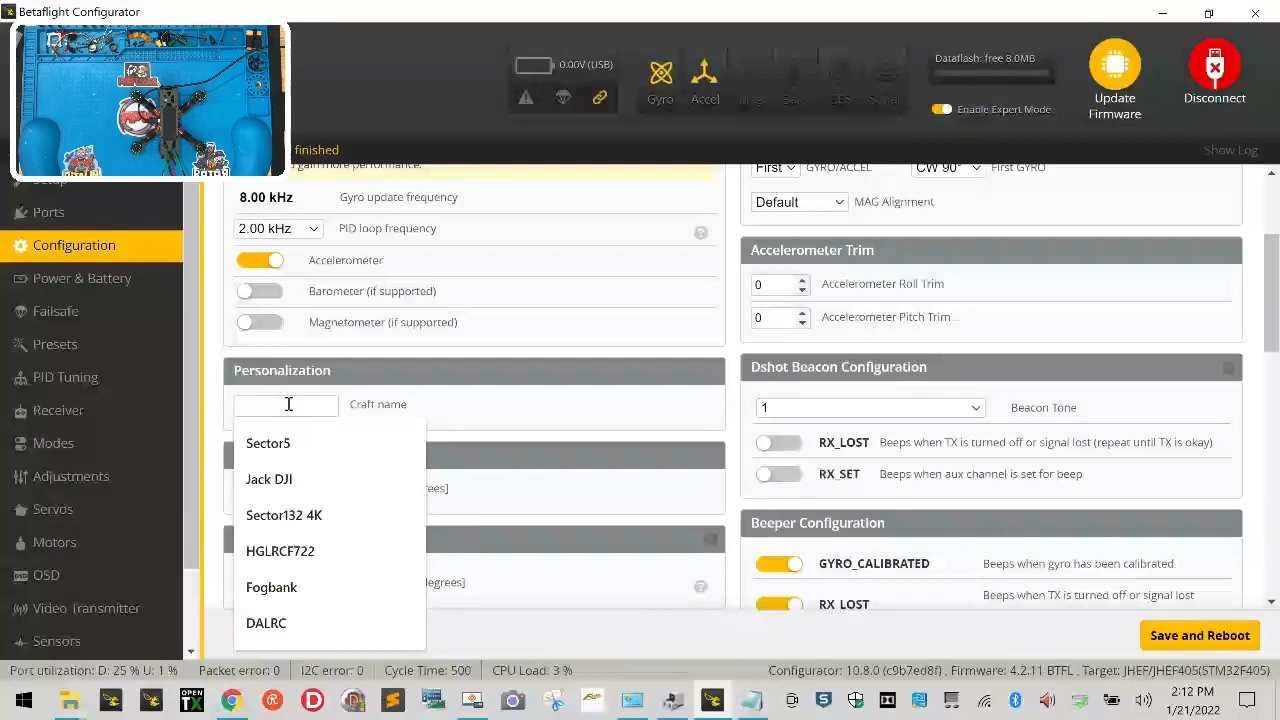 Betaflight Configurator
0.00V (USB)
Gyro
Accel
Dataflash: free 8.0MB
Enable Expert Mode
Update
Firmware
Disconnect
finished
Show Log
gain more performance.
Setup
Ports
Configuration
Power & Battery
Failsafe
Presets
PID Tuning
Receiver
Modes
Adjustments
Servos
Motors
OSD
Video Transmitter
Sensors
8.00 kHz Gyro update frequency
2.00 kHz PID loop frequency
Accelerometer
Barometer (if supported)
Magnetometer (if supported)
Personalization
Craft name
Sector5
Jack DJI
Sector132 4K
HGLRCF722
Fogbank
DALRC
First GYRO/ACCEL CW 90° First GYRO
Default MAG Alignment
Accelerometer Trim
0 Accelerometer Roll Trim
0 Accelerometer Pitch Trim
Dshot Beacon Configuration
1 Beacon Tone
RX_LOST Beeps when TX is turned off or signal lost (repeat until TX is okay)
RX_SET Beeps when aux channel is set for beep
Beeper Configuration
GYRO_CALIBRATED Beeps when gyro has been calibrated
RX_LOST Beeps when TX is turned off or signal lost
Save and Reboot
Port utilization: D: 25 % U: 1 % Packet error: 0 I2C error: 0 Cycle Time: 500 CPU Load: 3 % Configurator: 10.8.0 (c9b7ed8f), Firmware: 4.2.11 BTFL, Target: JHEF/JHEF405(STM32F405)
OPEN
TX
2:12 PM
1/21/2022